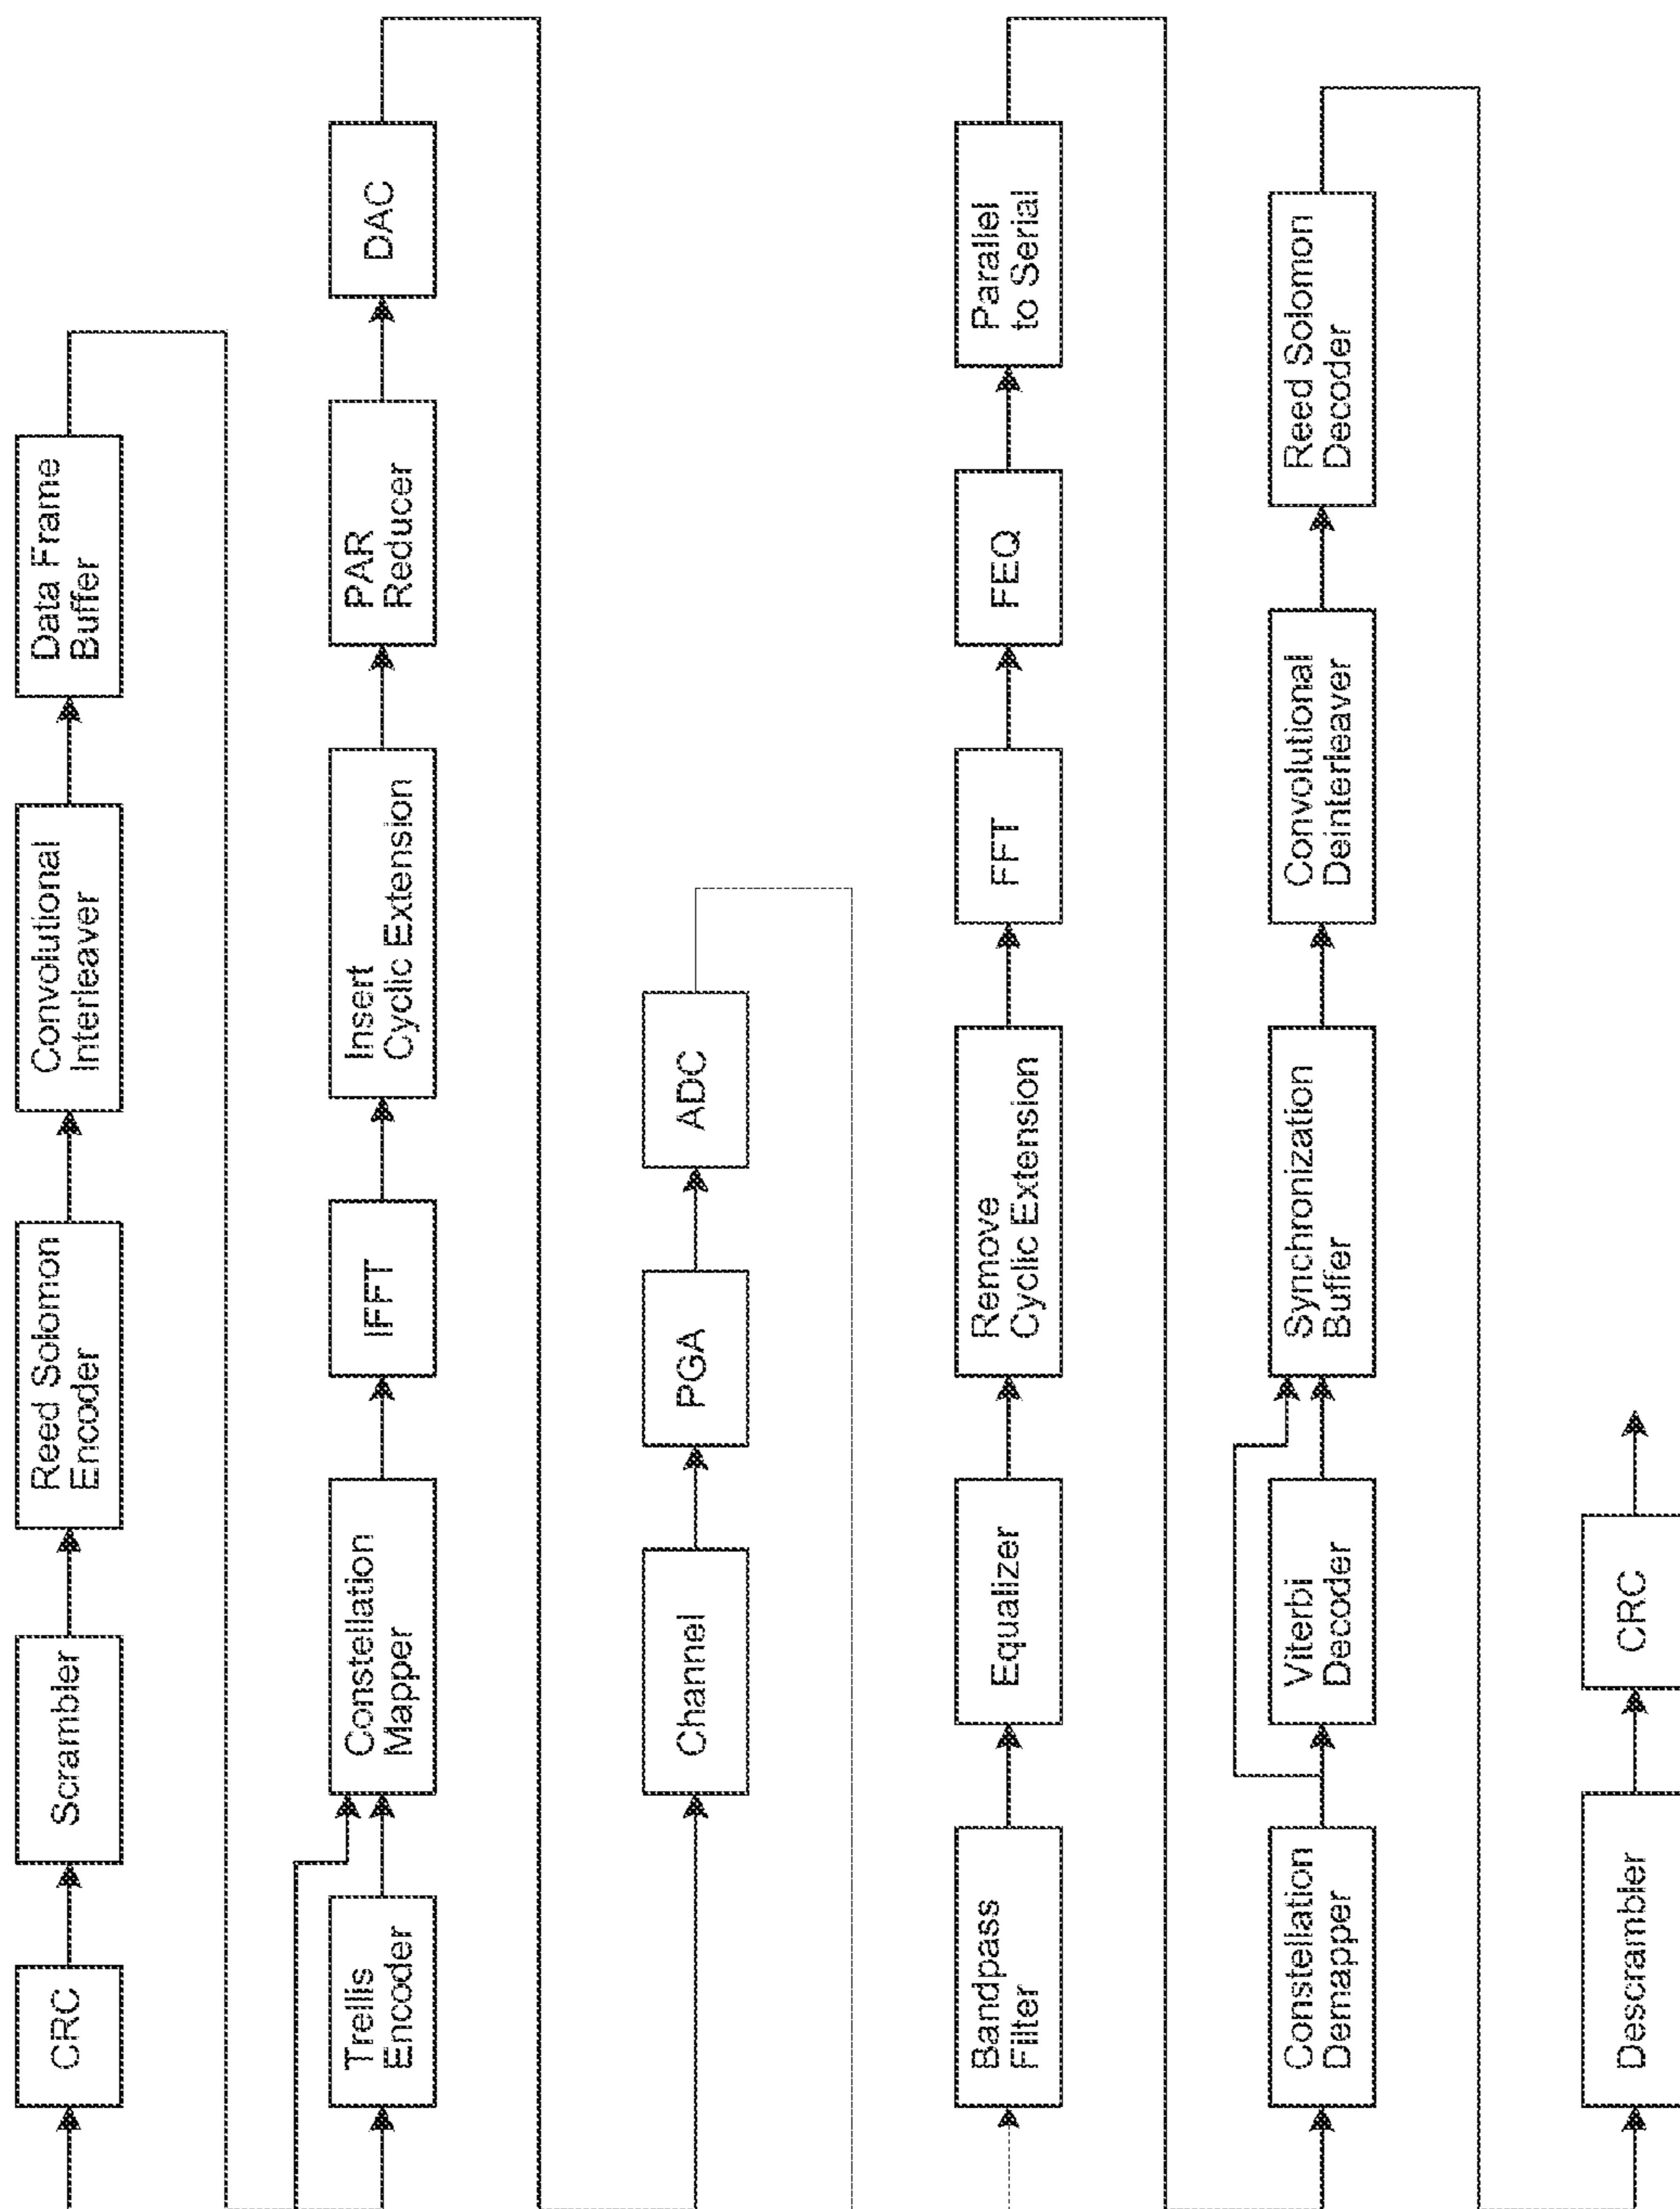 CRC
Scrambler
Reed Solomon
Encoder
Convolutional
Interleaver
Data Frame
Buffer
Trellis
Encoder
Constellation
Mapper
IFFT
Insert
Cyclic Extension
PAR
Reducer
DAC
Channel
PGA
ADC
Bandpass
Filter
Equalizer
Remove
Cyclic Extension
FFT
FEQ
Parallel
to Serial
Constellation
Demapper
Viterbi
Decoder
Synchronization
Buffer
Convolutional
Deinterleaver
Reed Solomon
Decoder
Descrambler
CRC